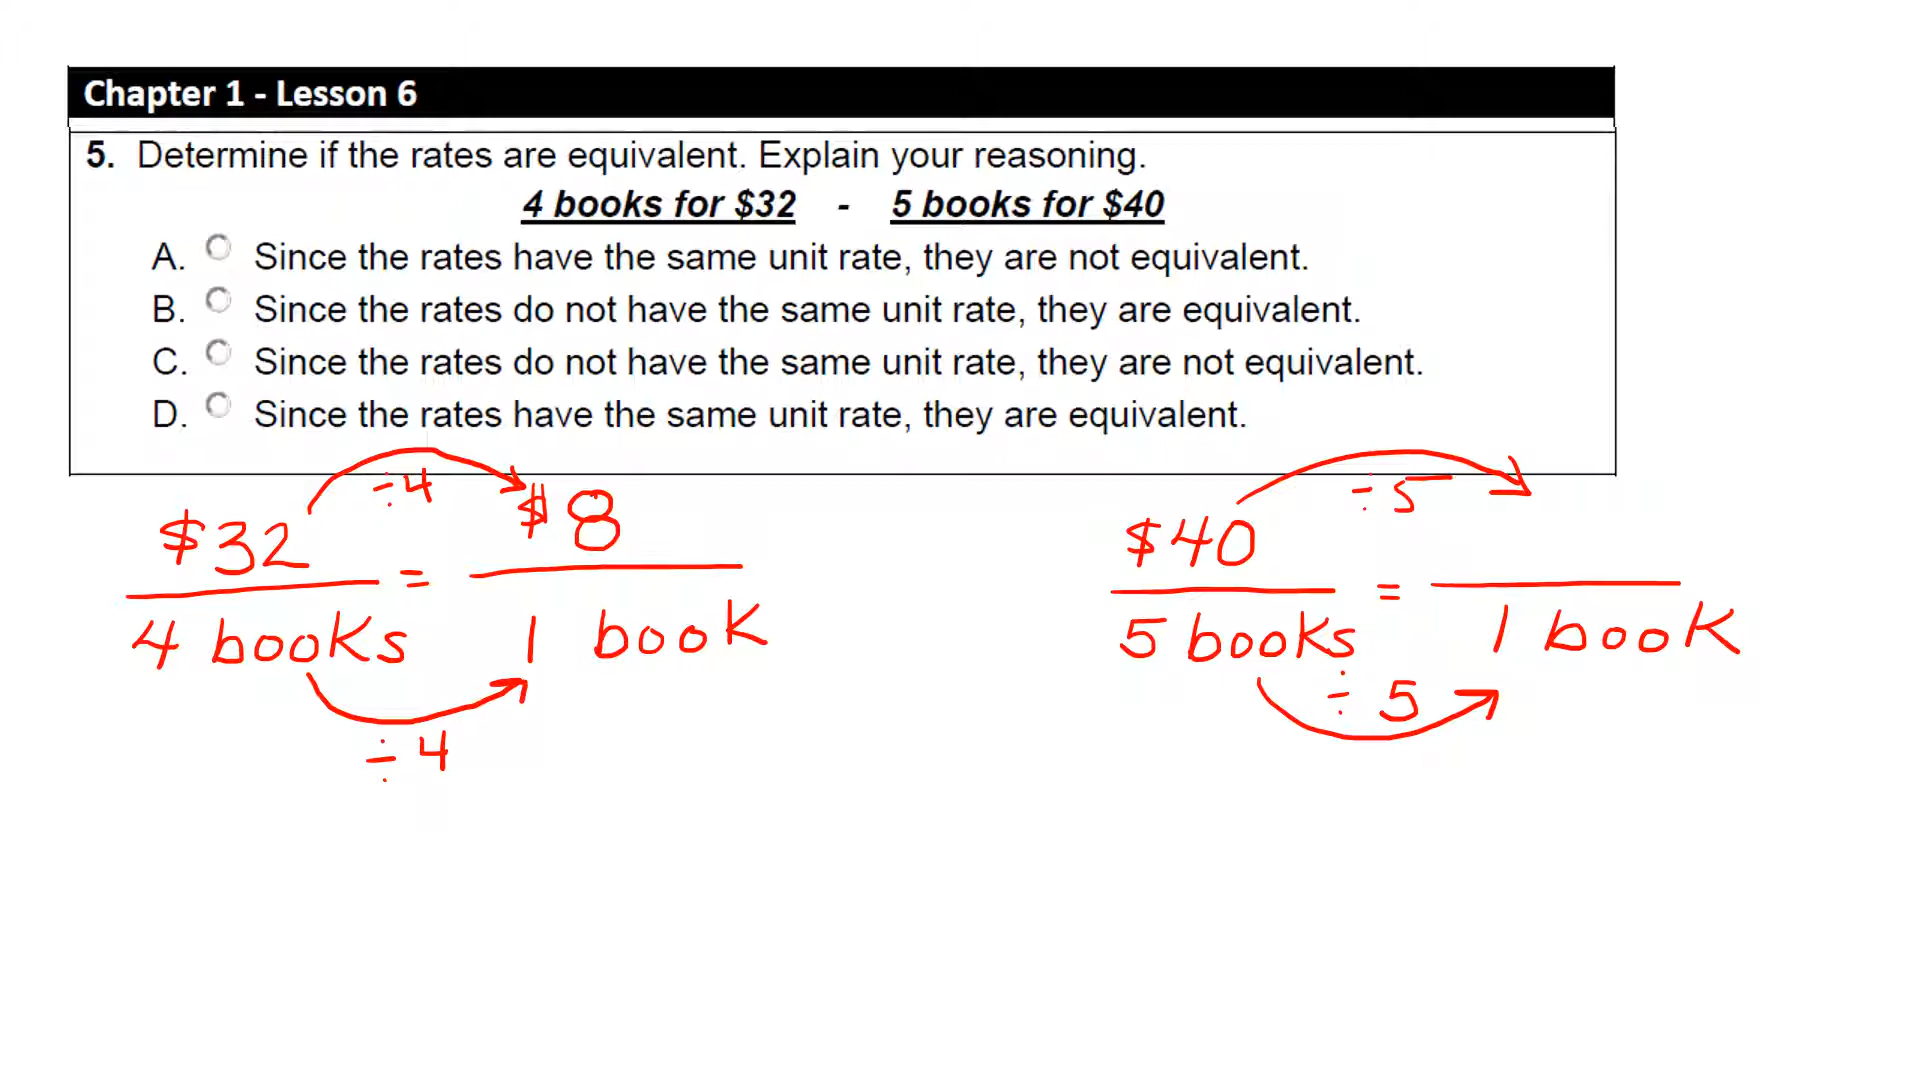 Chapter 1 - Lesson 6
5. Determine if the rates are equivalent. Explain your reasoning.
4 books for $32 - 5 books for $40
A. Since the rates have the same unit rate, they are not equivalent.
B. Since the rates do not have the same unit rate, they are equivalent.
C. Since the rates do not have the same unit rate, they are not equivalent.
D. Since the rates have the same unit rate, they are equivalent.
÷4 ÷5
$32 = $8 $40 =
4 books 1 book 5 books 1 book
÷4 ÷5